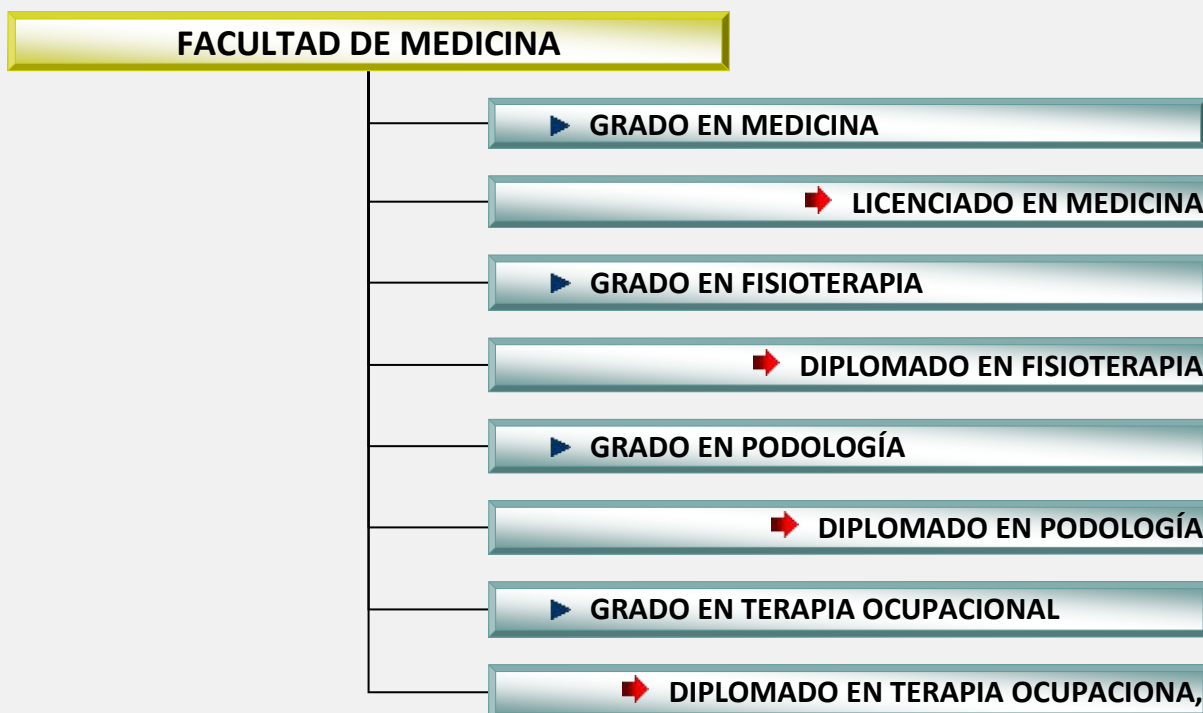 FACULTAD DE MEDICINA
GRADO EN MEDICINA
LICENCIADO EN MEDICINA
GRADO EN FISIOTERAPIA
DIPLOMADO EN FISIOTERAPIA
GRADO EN PODOLOGÍA
DIPLOMADO EN PODOLOGÍA
GRADO EN TERAPIA OCUPACIONAL
DIPLOMADO EN TERAPIA OCUPACIONA,